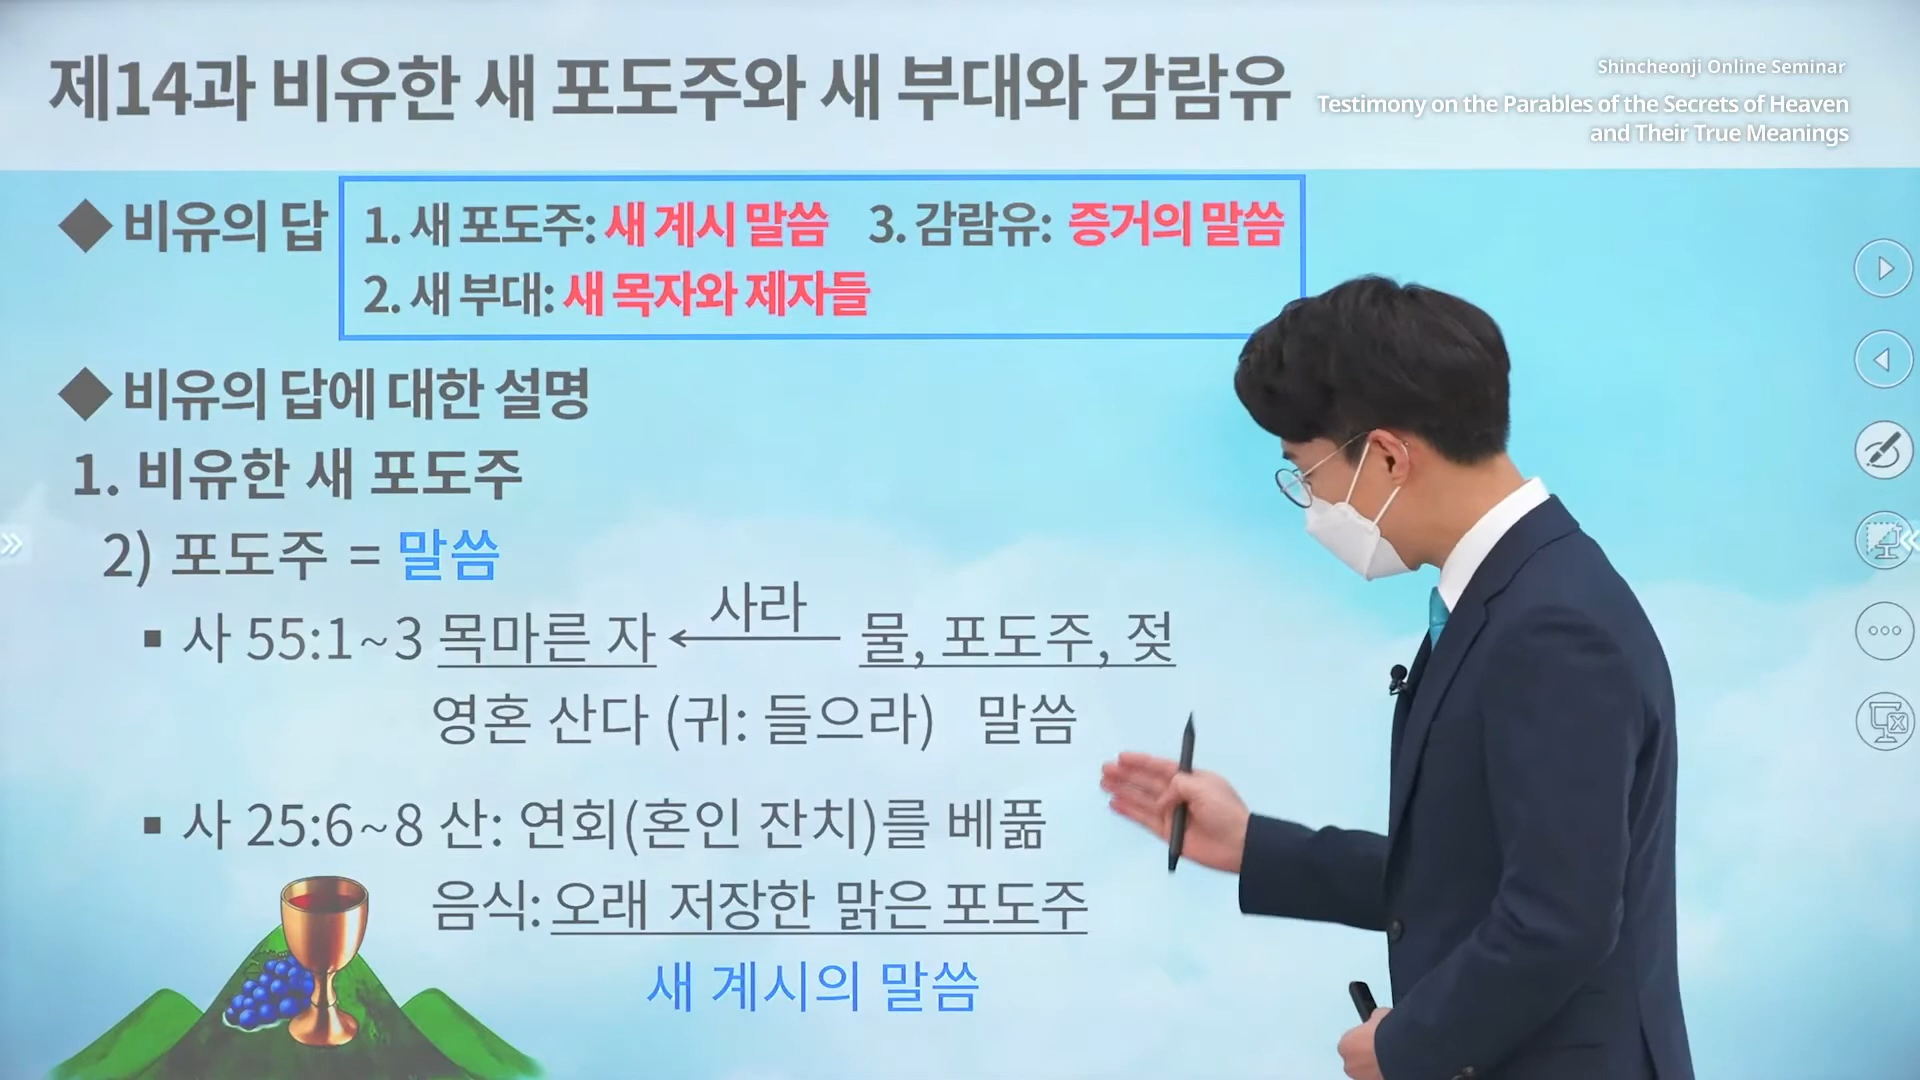 제14과 비유한 새 포도주와 새 부대와 감람유
Shincheonji Online Seminar
Testimony on the Parables of the Secrets of Heaven
and Their True Meanings
◆비유의 답
1. 새 포도주: 새 계시 말씀 3. 감람유: 증거의 말씀
2. 새 부대: 새 목자와 제자들
◆비유의 답에 대한 설명
1. 비유한 새 포도주
2) 포도주 = 말씀
사라
▪ 사 55:1~3 목마른 자 물, 포도주, 젖
영혼 산다 (귀: 들으라) 말씀
▪ 사 25:6~8 산: 연회(혼인 잔치)를 베풂
음식: 오래 저장한 맑은 포도주
새 계시의 말씀